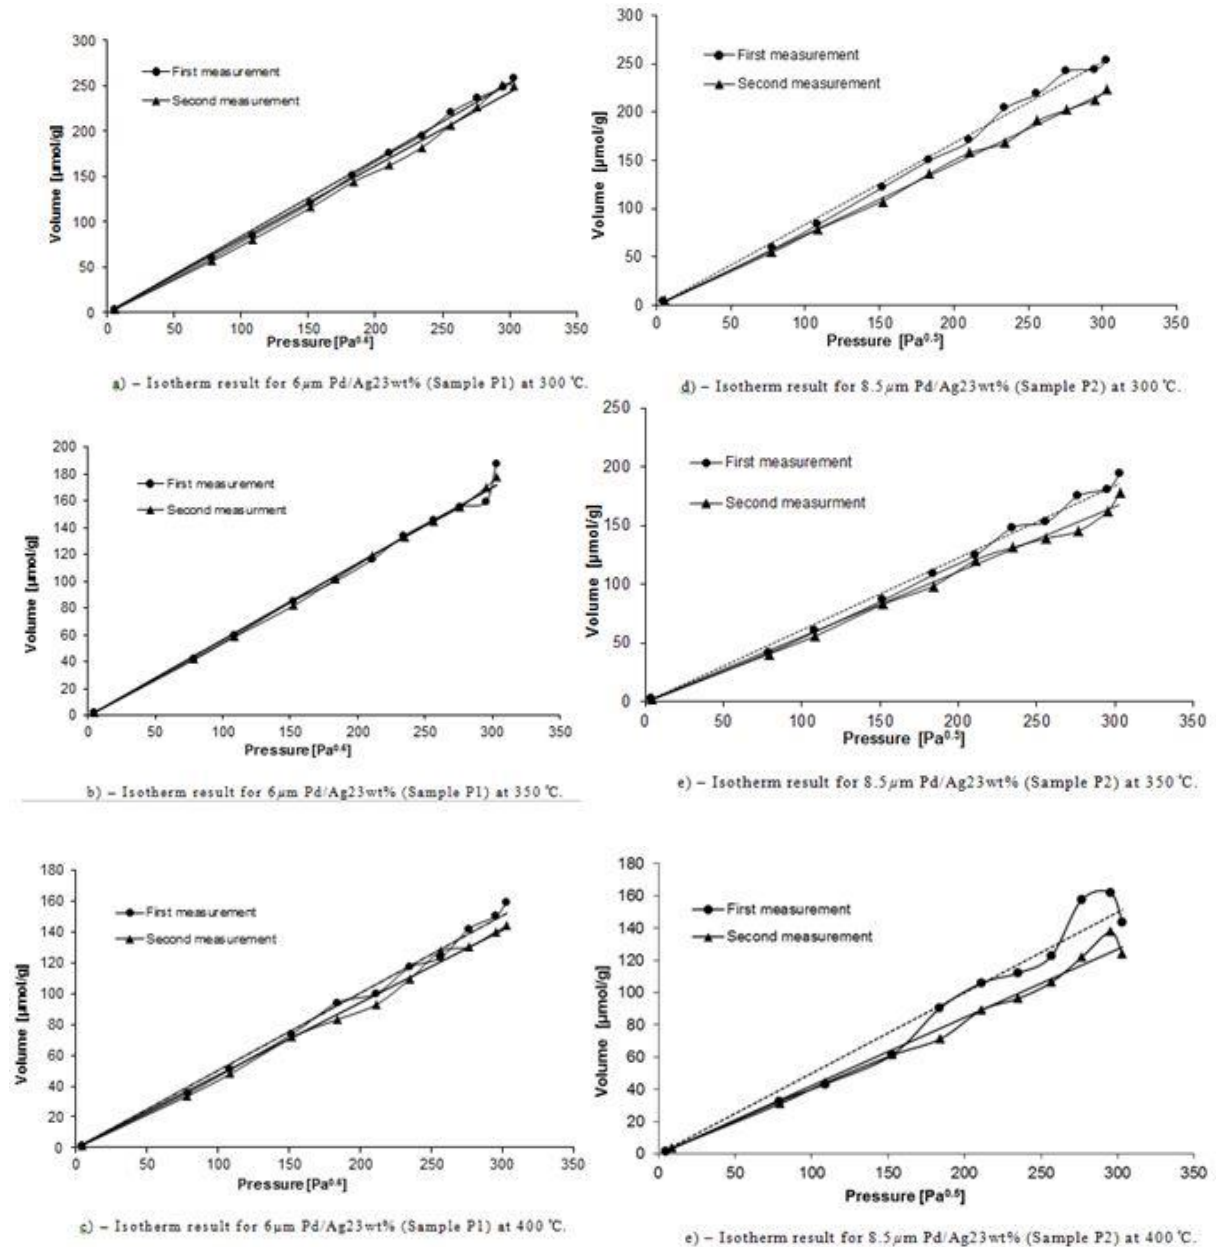 300
250
200
150
100
50
0
Volume [µmol/g]
First measurement
Second measurement
50 100 150 200 250 300 350
Pressure [Pa0.6]
a) – Isotherm result for 6µm Pd/Ag23wt% (Sample P1) at 300 ℃.
300
250
200
150
100
50
0
Volume [µmol/g]
First measurement
Second measurement
0 50 100 150 200 250 300 350
Pressure [Pa0.5]
d) – Isotherm result for 8.5µm Pd/Ag23wt% (Sample P2) at 300 ℃.
200
180
160
140
120
100
80
60
40
20
0
Volume [µmol/g]
First measurement
Second measurment
0 50 100 150 200 250 300 350
Pressure [Pa0.6]
b) – Isotherm result for 6µm Pd/Ag23wt% (Sample P1) at 350 ℃.
250
200
150
100
50
0
Volume [µmol/g]
First measurement
Second measurement
0 50 100 150 200 250 300 350
Pressure [Pa0.5]
e) – Isotherm result for 8.5µm Pd/Ag23wt% (Sample P2) at 350 ℃.
180
160
140
120
100
80
60
40
20
0
Volume [µmol/g]
First measurement
Second measurement
0 50 100 150 200 250 300 350
Pressure [Pa0.6]
c) – Isotherm result for 6µm Pd/Ag23wt% (Sample P1) at 400 ℃.
180
160
140
120
100
80
60
40
20
0
Volume [µmol/g]
First measurement
Second measurement
0 50 100 150 200 250 300 350
Pressure [Pa0.5]
e) – Isotherm result for 8.5µm Pd/Ag23wt% (Sample P2) at 400 ℃.